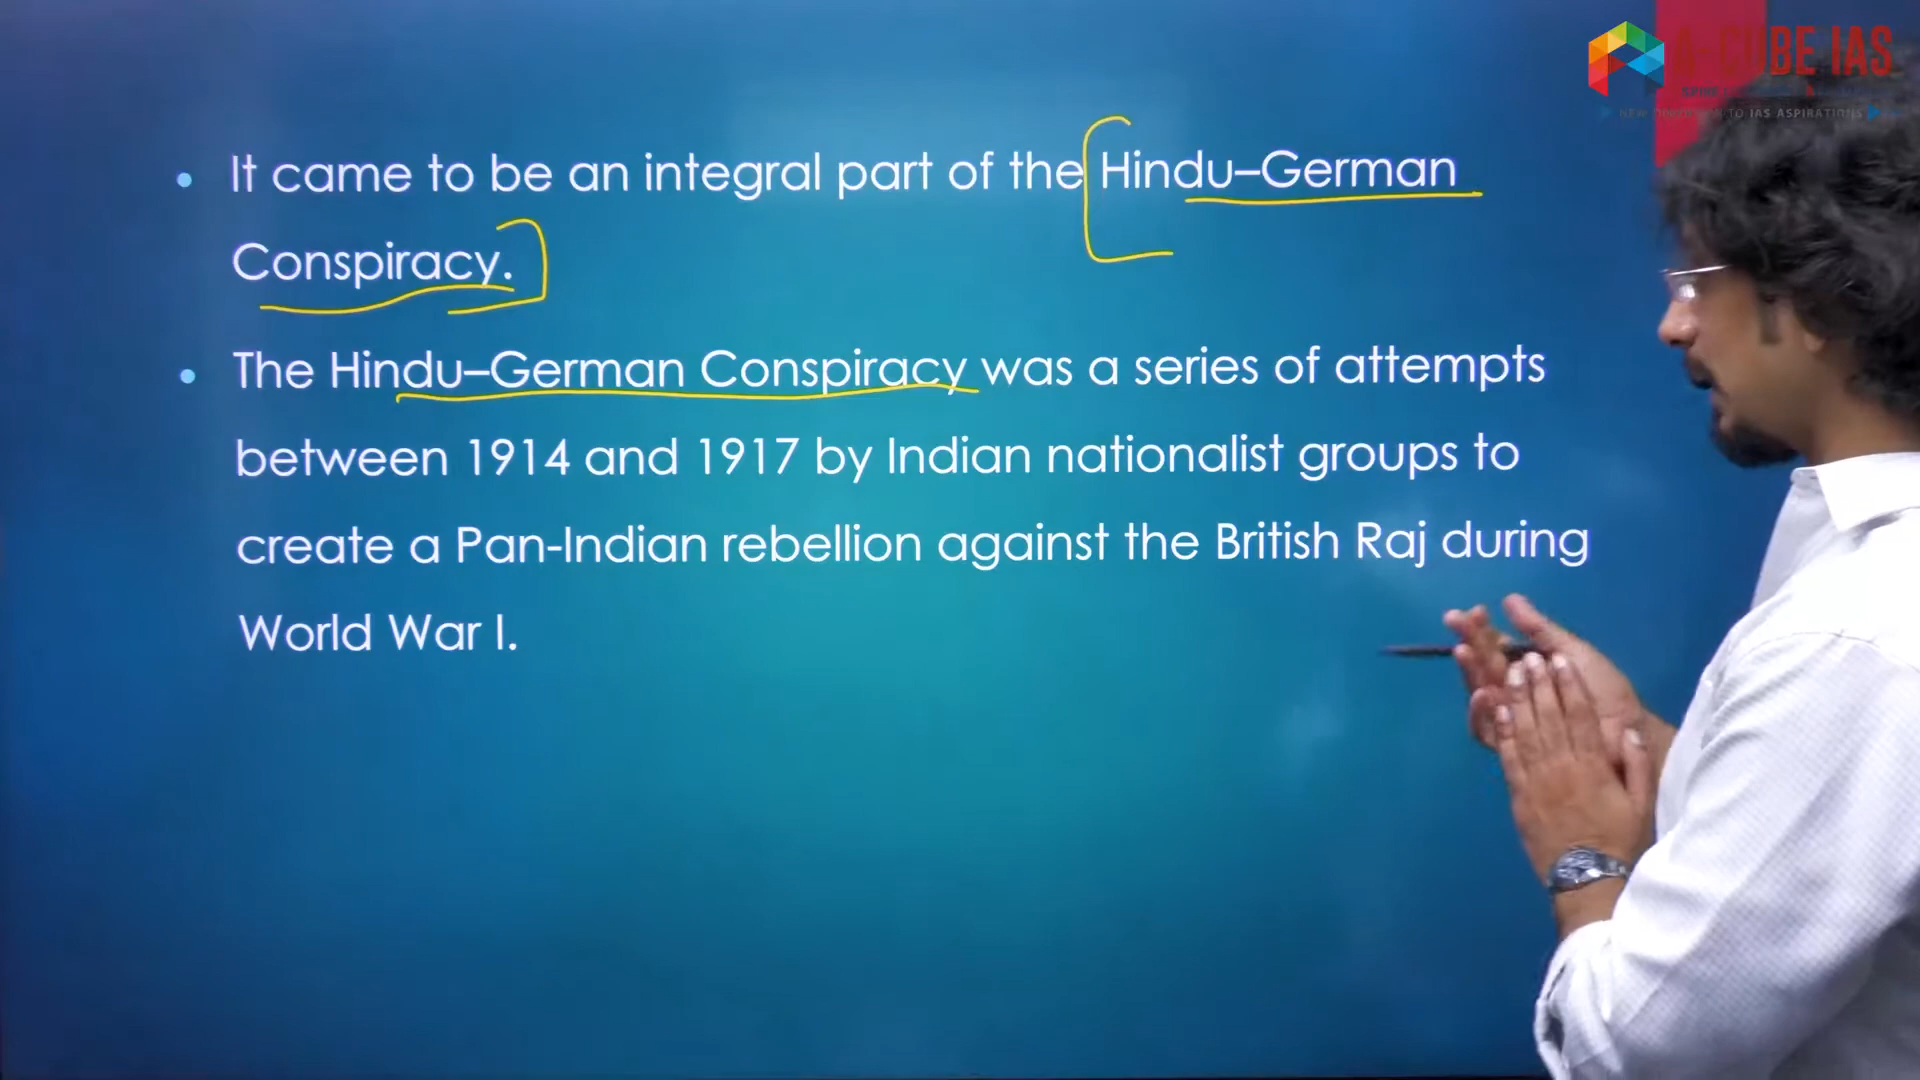 A-CUBE IAS
TO IAS ASPIRATIONS
• It came to be an integral part of the Hindu–German
Conspiracy.
• The Hindu–German Conspiracy was a series of attempts
between 1914 and 1917 by Indian nationalist groups to
create a Pan-Indian rebellion against the British Raj during
World War I.